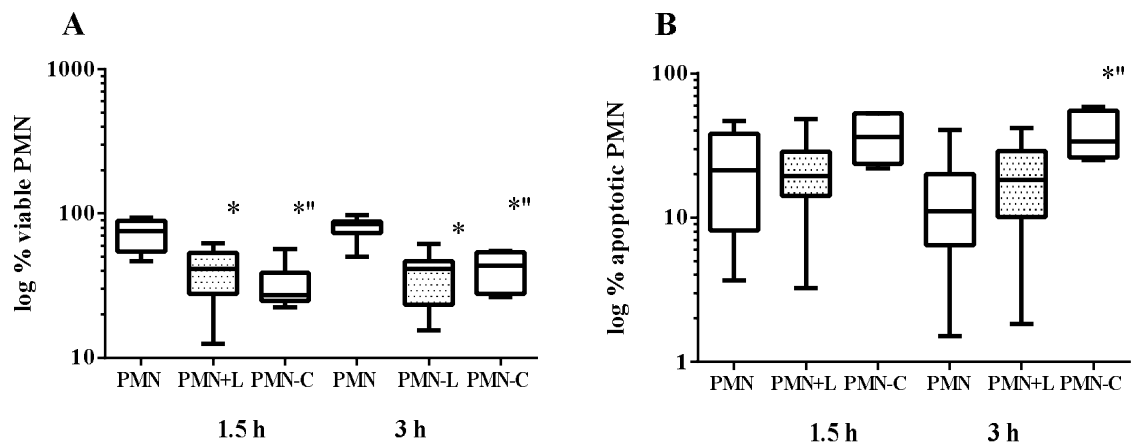 A
log % viable PMN
1000
100
10
*
*"
*
*"
PMN PMN+L PMN-C PMN PMN-L PMN-C
1.5 h 3 h
B
log % apoptotic PMN
100
10
1
*"
PMN PMN+L PMN-C PMN PMN+L PMN-C
1.5 h 3 h